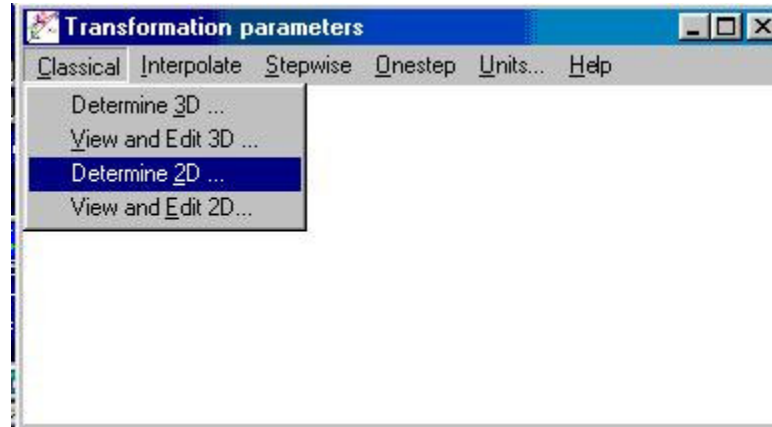 Transformation parameters
Classical Interpolate Stepwise Onestep Units... Help
Determine 3D ...
View and Edit 3D ...
Determine 2D ...
View and Edit 2D...